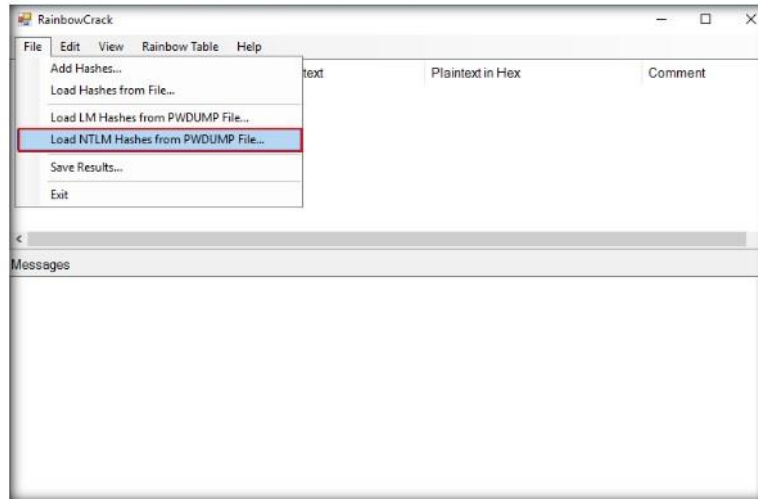 RainbowCrack
File Edit View Rainbow Table Help
Add Hashes...
Load Hashes from File...
Load LM Hashes from PWDUMP File...
Load NTLM Hashes from PWDUMP File...
Save Results...
Exit
text Plaintext in Hex Comment
Messages